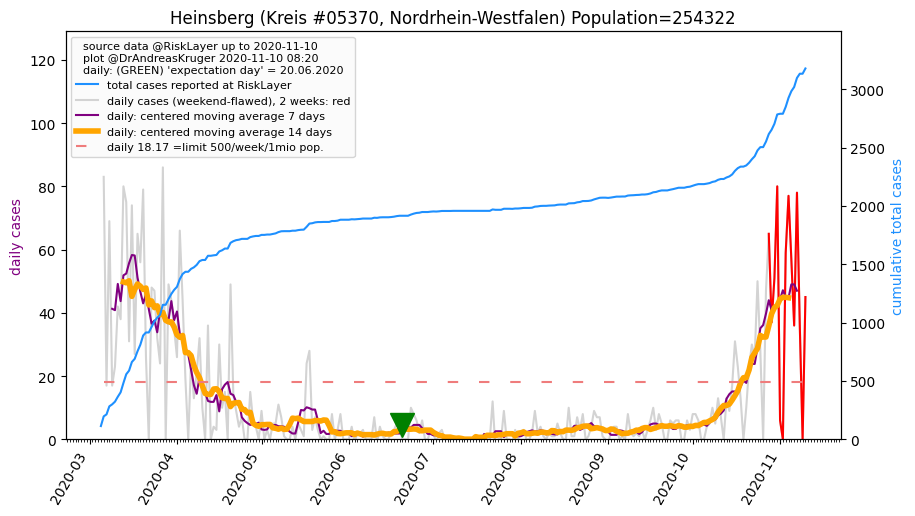 Heinsberg (Kreis #05370, Nordrhein-Westfalen) Population=254322
source data @RiskLayer up to 2020-11-10
plot @DrAndreasKruger 2020-11-10 08:20
daily: (GREEN) 'expectation day' = 20.06.2020
total cases reported at RiskLayer
daily cases (weekend-flawed), 2 weeks: red
daily: centered moving average 7 days
daily: centered moving average 14 days
daily 18.17 =limit 500/week/1mio pop.
daily cases
120
100
80
60
40
20
0
cumulative total cases
3000
2500
2000
1500
1000
500
0
2020-03
2020-04
2020-05
2020-06
2020-07
2020-08
2020-09
2020-10
2020-11